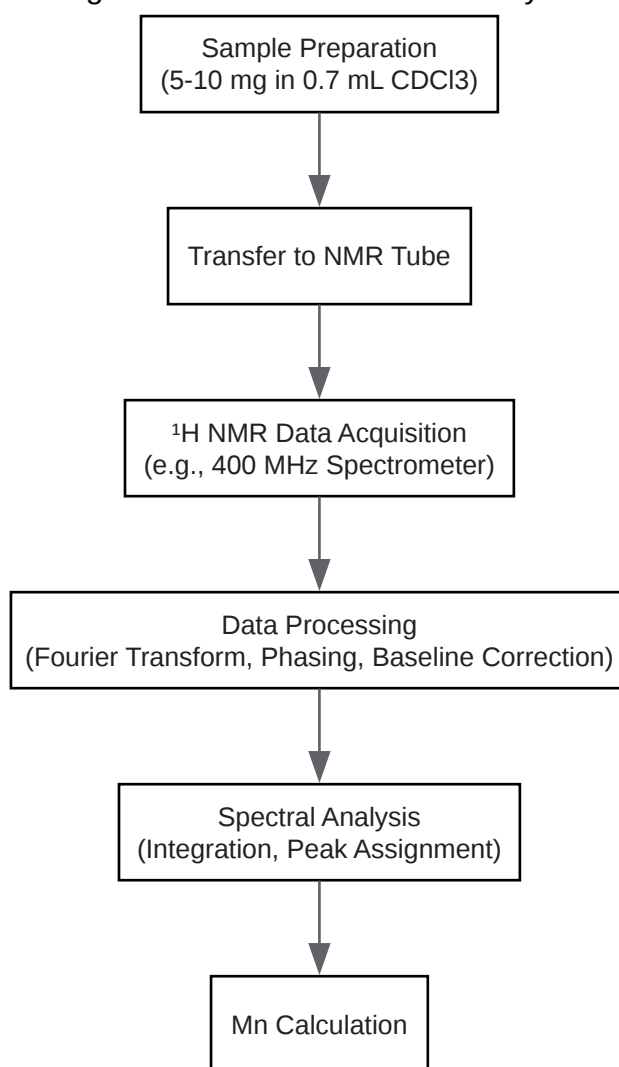 Sample Preparation
(5-10 mg in 0.7 mL CDCl3)
Transfer to NMR Tube
¹H NMR Data Acquisition
(e.g., 400 MHz Spectrometer)
Data Processing
(Fourier Transform, Phasing, Baseline Correction)
Spectral Analysis
(Integration, Peak Assignment)
Mn Calculation